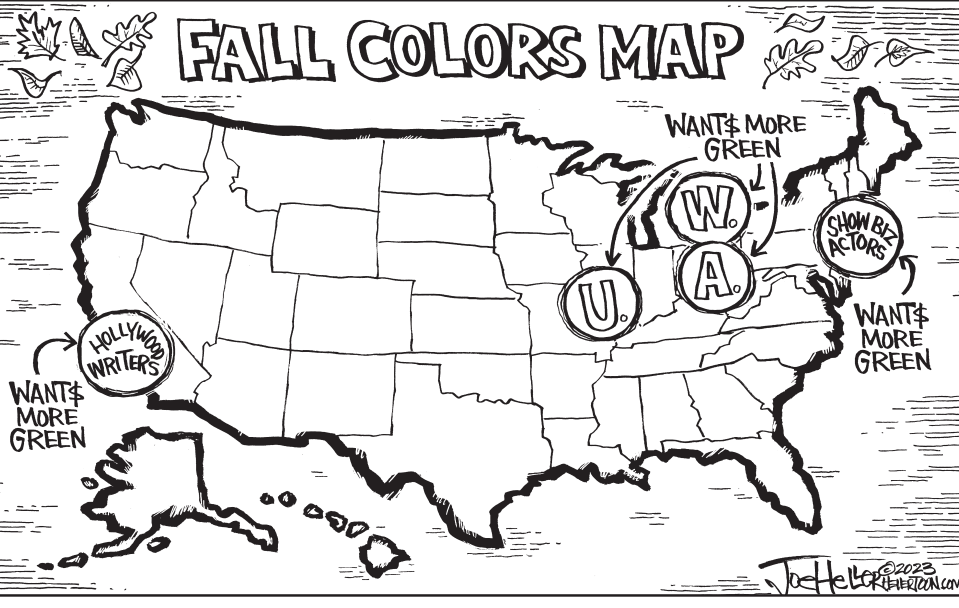 FALL COLORS MAP
WANT$ MORE
GREEN
W.
U.
A.
SHOW BIZ
ACTORS
WANT$
MORE
GREEN
HOLLYWOOD
WRITERS
WANT$
MORE
GREEN
JOE HELLER ©2023
HELLERTOON.COM